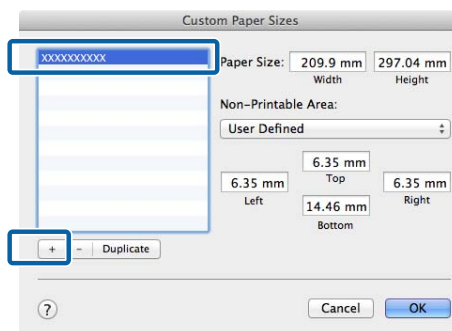 Custom Paper Sizes
XXXXXXXXXX
Paper Size: 209.9 mm 297.04 mm
Width Height
Non-Printable Area:
User Defined
6.35 mm
Top
6.35 mm 6.35 mm
Left Right
14.46 mm
Bottom
+ - Duplicate
? Cancel OK